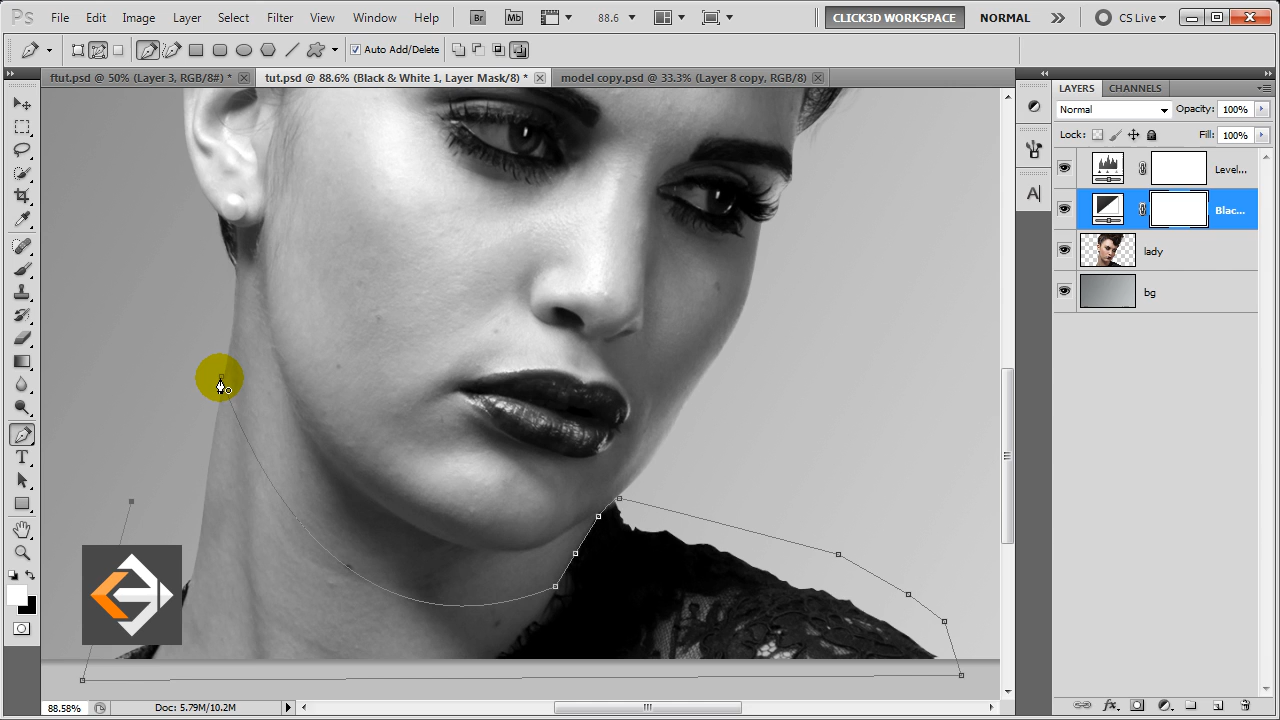 Ps File Edit Image Layer Select Filter View Window Help Br Mb 88.6 CLICK3D WORKSPACE NORMAL CS Live
Auto Add/Delete
ftut.psd @ 50% (Layer 3, RGB/8#) * tut.psd @ 88.6% (Black & White 1, Layer Mask/8) * model copy.psd @ 33.3% (Layer 0 copy, RGB/8)
LAYERS CHANNELS
Normal Opacity: 100%
Lock: Fill: 100%
Level...
A Blac...
lady
bg
T
88.58% Doc: 5.79M/10.2M